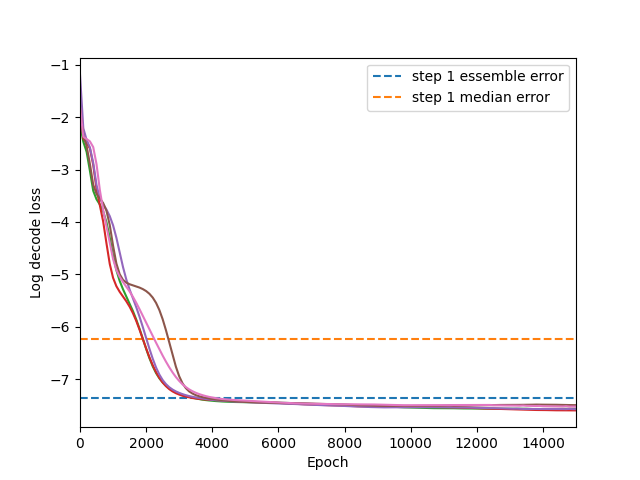 step 1 essemble error
step 1 median error
Log decode loss
−1
−2
−3
−4
−5
−6
−7
0 2000 4000 6000 8000 10000 12000 14000
Epoch